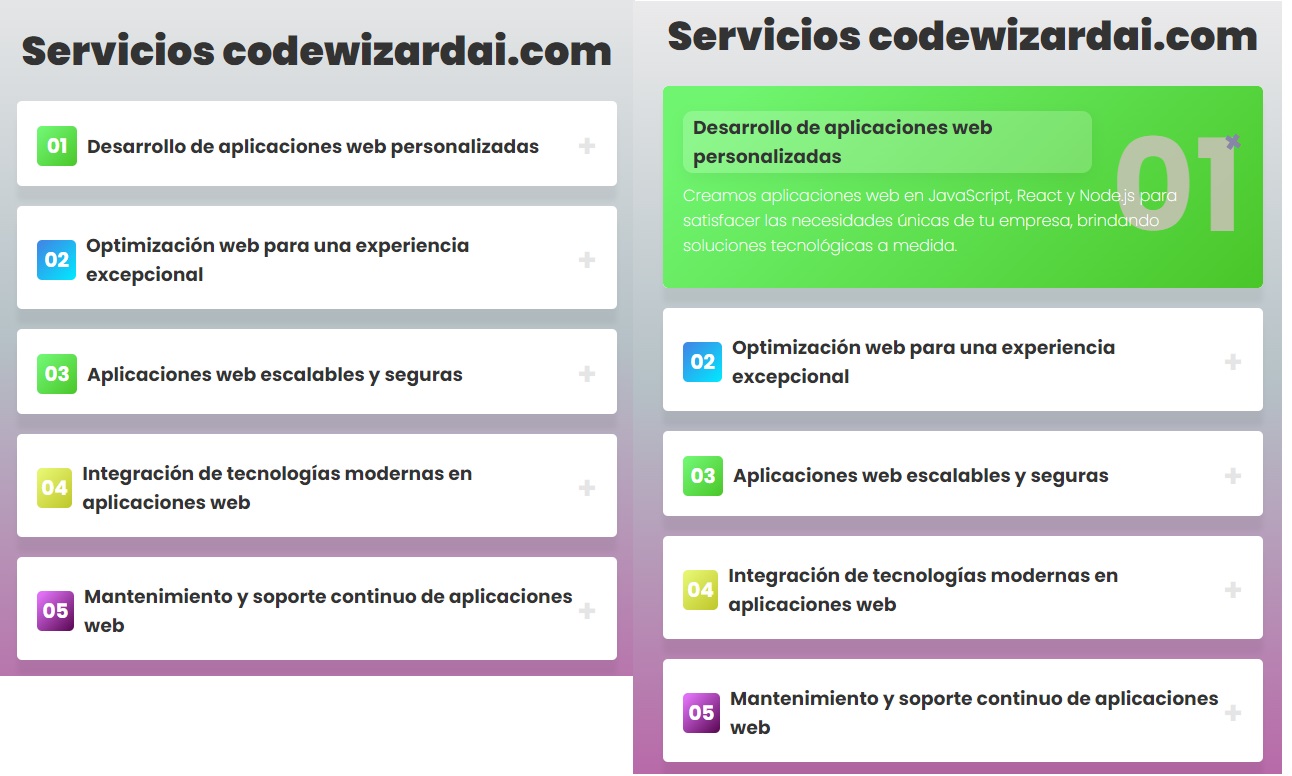 Servicios codewizardai.com
01
Desarrollo de aplicaciones web personalizadas
02
Optimización web para una experiencia
excepcional
03
Aplicaciones web escalables y seguras
04
Integración de tecnologías modernas en
aplicaciones web
05
Mantenimiento y soporte continuo de aplicaciones
web
Servicios codewizardai.com
Desarrollo de aplicaciones web
personalizadas
01
Creamos aplicaciones web en JavaScript, React y Node.js para
satisfacer las necesidades únicas de tu empresa, brindando
soluciones tecnológicas a medida.
02
Optimización web para una experiencia
excepcional
03
Aplicaciones web escalables y seguras
04
Integración de tecnologías modernas en
aplicaciones web
05
Mantenimiento y soporte continuo de aplicaciones
web